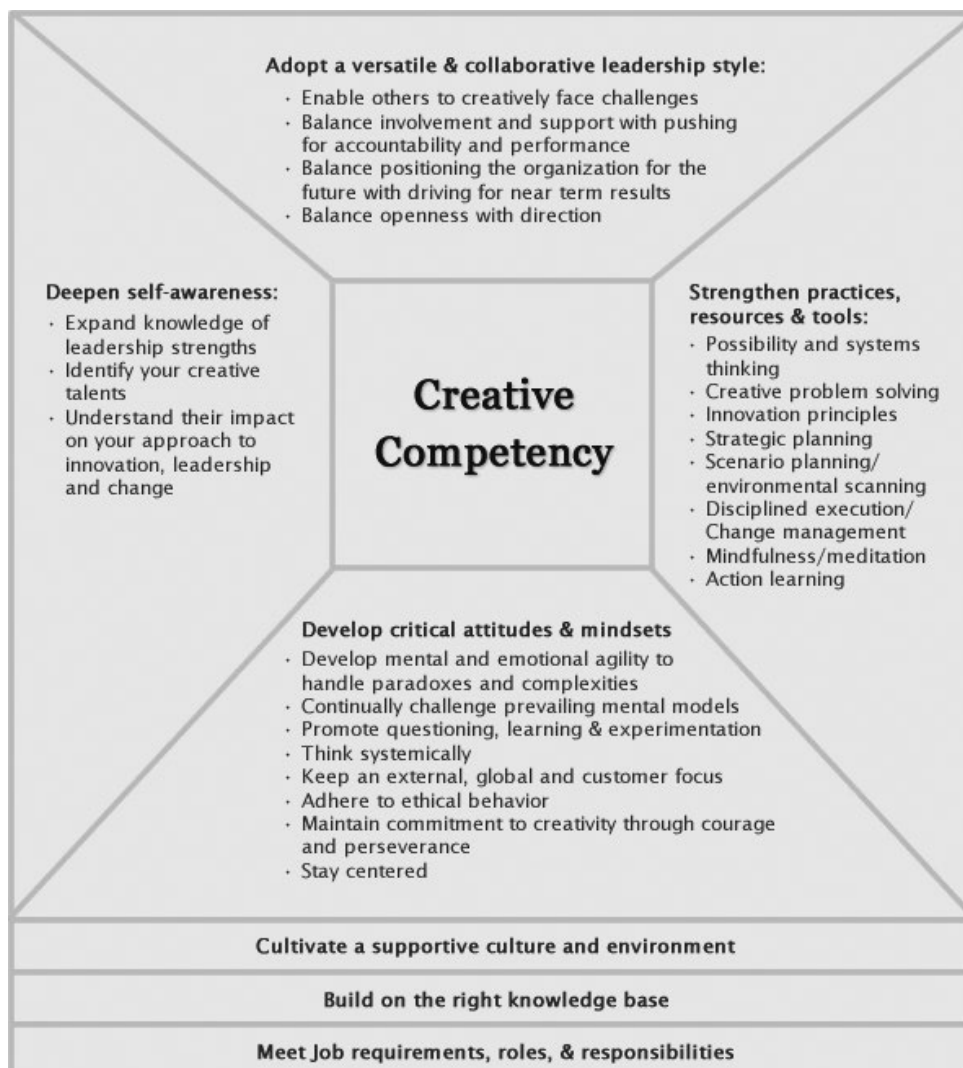 Adopt a versatile & collaborative leadership style:
· Enable others to creatively face challenges
· Balance involvement and support with pushing
for accountability and performance
· Balance positioning the organization for the
future with driving for near term results
· Balance openness with direction
Deepen self-awareness:
· Expand knowledge of
leadership strengths
· Identify your creative
talents
· Understand their impact
on your approach to
innovation, leadership
and change
Creative
Competency
Strengthen practices,
resources & tools:
· Possibility and systems
thinking
· Creative problem solving
· Innovation principles
· Strategic planning
· Scenario planning/
environmental scanning
· Disciplined execution/
Change management
· Mindfulness/meditation
· Action learning
Develop critical attitudes & mindsets
· Develop mental and emotional agility to
handle paradoxes and complexities
· Continually challenge prevailing mental models
· Promote questioning, learning & experimentation
· Think systemically
· Keep an external, global and customer focus
· Adhere to ethical behavior
· Maintain commitment to creativity through courage
and perseverance
· Stay centered
Cultivate a supportive culture and environment
Build on the right knowledge base
Meet Job requirements, roles, & responsibilities